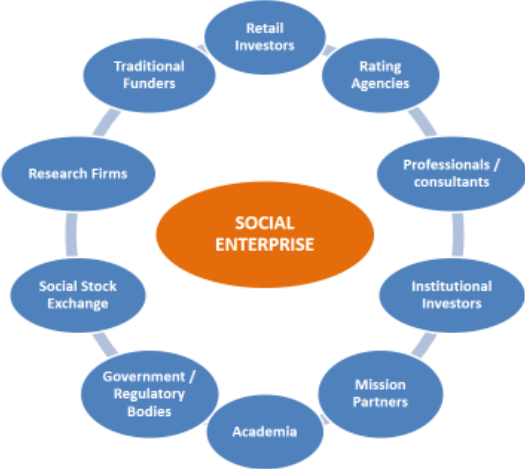 Retail
Investors
Rating
Agencies
Professionals /
consultants
Institutional
Investors
Mission
Partners
Academia
Government /
Regulatory
Bodies
Social Stock
Exchange
Research Firms
Traditional
Funders
SOCIAL
ENTERPRISE